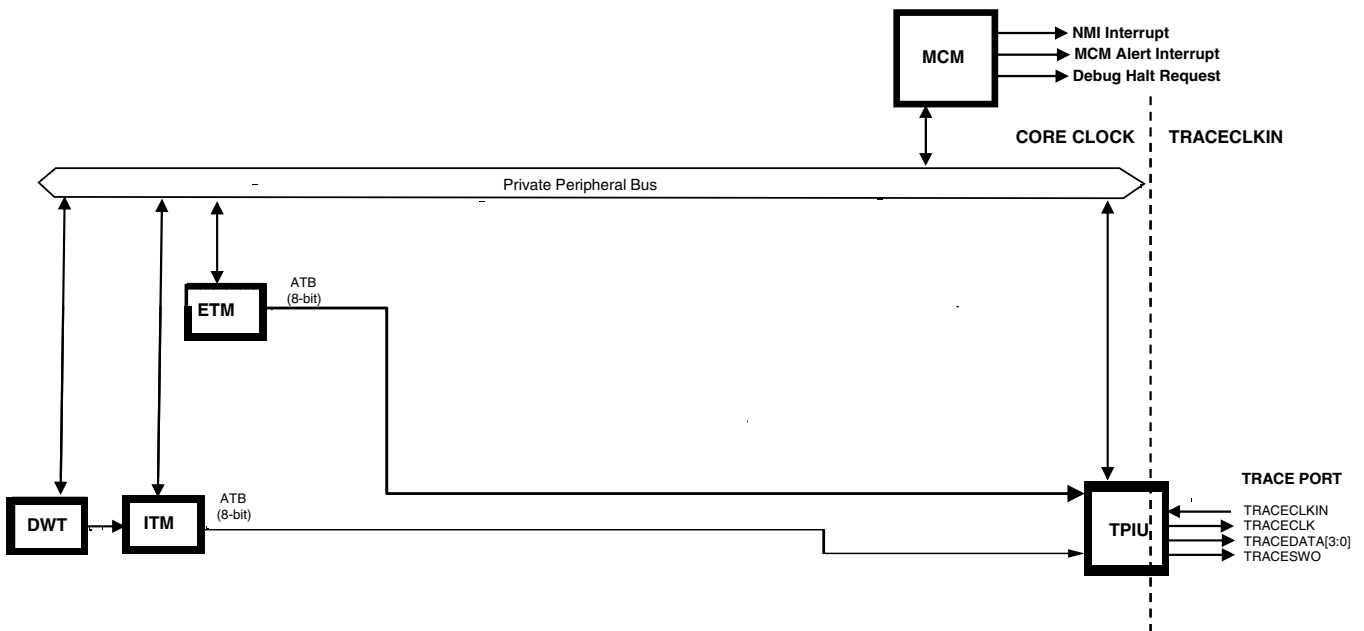 MCM
NMI Interrupt
MCM Alert Interrupt
Debug Halt Request
CORE CLOCK
TRACECLKIN
Private Peripheral Bus
ETM
ATB
(8-bit)
DWT
ITM
ATB
(8-bit)
TPIU
TRACE PORT
TRACECLKIN
TRACECLK
TRACEDATA[3:0]
TRACESWO